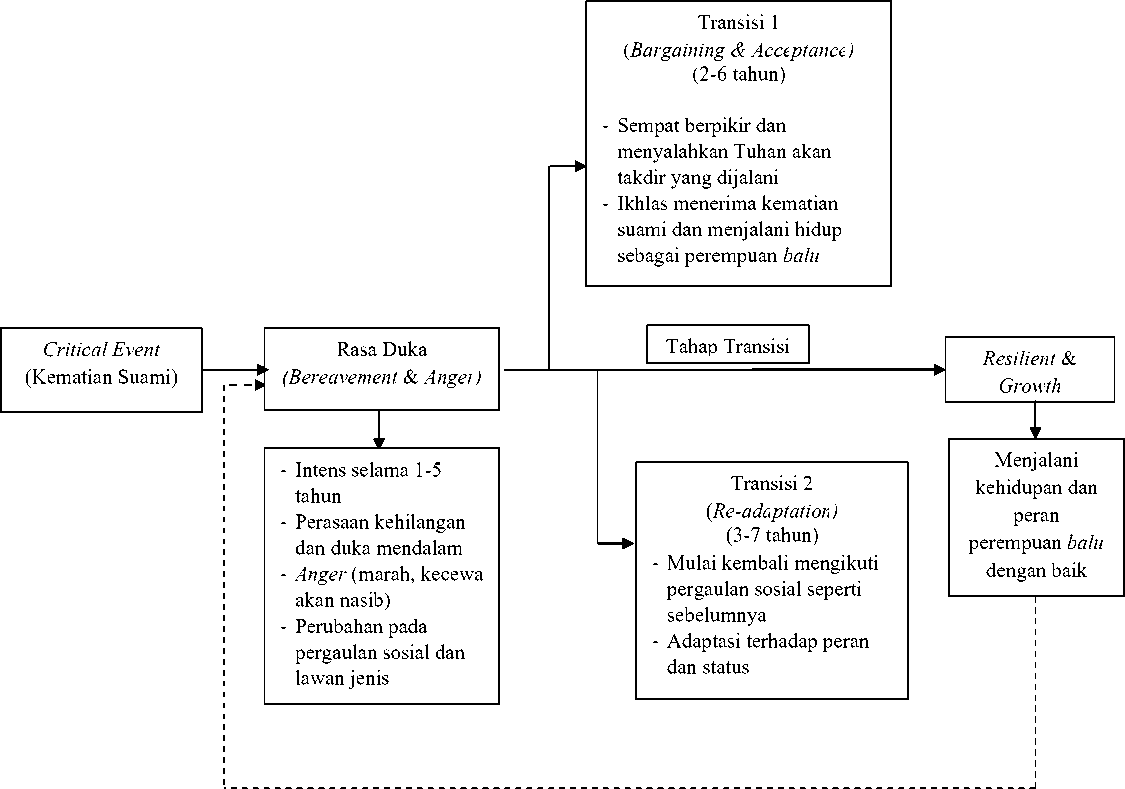 Transisi 1
(Bargaining & Acceptance)
(2-6 tahun)
- Sempat berpikir dan
menyalahkan Tuhan akan
takdir yang dijalani
- Ikhlas menerima kematian
suami dan menjalani hidup
sebagai perempuan balu
Critical Event
(Kematian Suami)
Rasa Duka
(Bereavement & Anger)
Tahap Transisi
Resilient &
Growth
- Intens selama 1-5
tahun
- Perasaan kehilangan
dan duka mendalam
- Anger (marah, kecewa
akan nasib)
- Perubahan pada
pergaulan sosial dan
lawan jenis
Transisi 2
(Re-adaptation)
(3-7 tahun)
- Mulai kembali mengikuti
pergaulan sosial seperti
sebelumnya
- Adaptasi terhadap peran
dan status
Menjalani
kehidupan dan
peran
perempuan balu
dengan baik